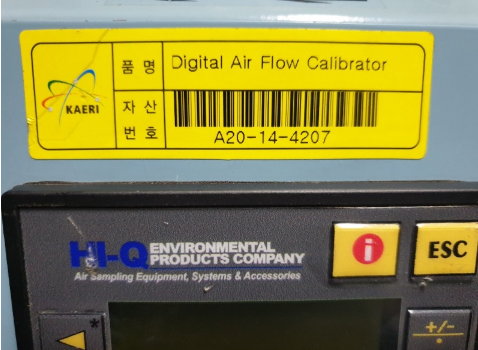 KAERI
품 명
Digital Air Flow Calibrator
자 산
번 호
A20-14-4207
HI-Q ENVIRONMENTAL
PRODUCTS COMPANY
Air Sampling Equipment, Systems & Accessories
i
ESC
*
+/-